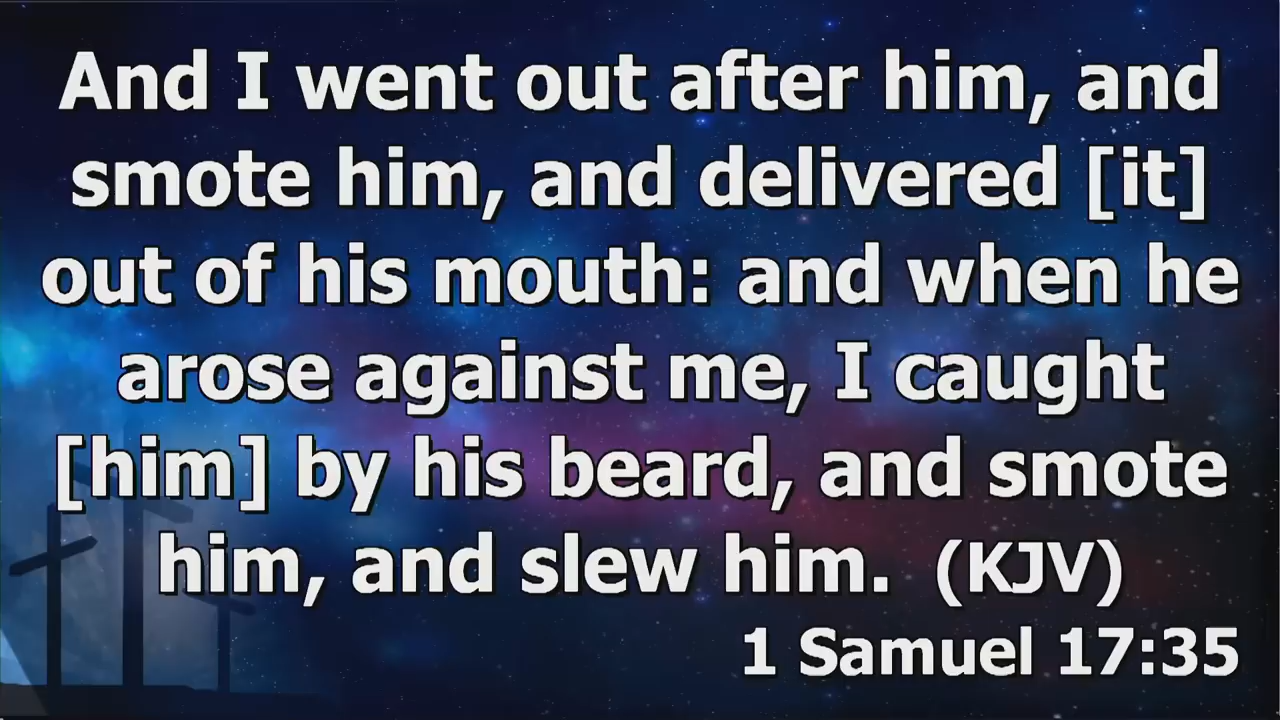 And I went out after him, and
smote him, and delivered [it]
out of his mouth: and when he
arose against me, I caught
[him] by his beard, and smote
him, and slew him. (KJV)
1 Samuel 17:35